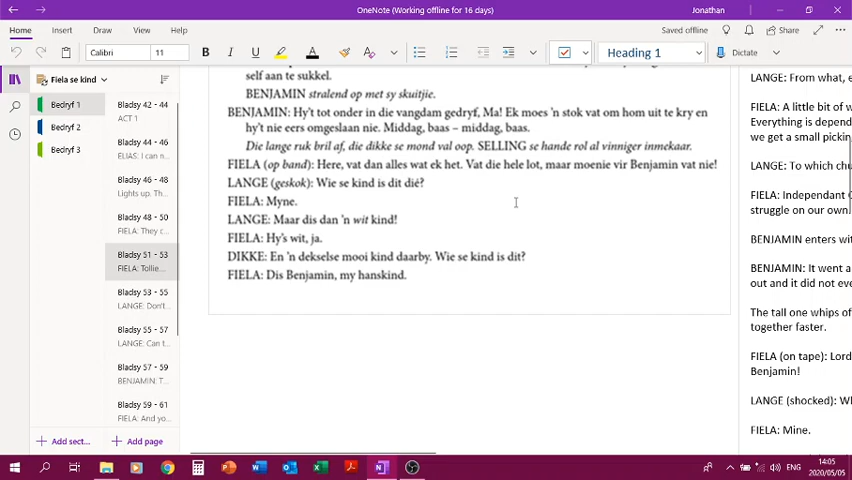 OneNote (Working offline for 16 days)
Jonathan
Home Insert Draw View Help
Saved offline
Share
Calibri 11 B I U A Heading 1 Dictate
Fiela se kind
Bedryf 1
Bedryf 2
Bedryf 3
Bladsy 42 - 44
ACT 1
Bladsy 44 - 46
ELIAS: I can n...
Bladsy 46 - 48
Lights up. Th...
Bladsy 48 - 50
FIELA: They c...
Bladsy 51 - 53
FIELA: Tollie...
Bladsy 53 - 55
LANGE: Don't...
Bladsy 55 - 57
LANGE: Can t...
Bladsy 57 - 59
BENJAMIN: T...
Bladsy 59 - 61
FIELA: And yo...
Add sect...
Add page
self aan te sukkel.
BENJAMIN stralend op met sy skuitjie.
BENJAMIN: Hy't tot onder in die vangdam gedryf, Ma! Ek moes 'n stok vat om hom uit te kry en
hy't nie eers omgeslaan nie. Middag, baas – middag, baas.
Die lange ruk bril af, die dikke se mond val oop. SELLING se hande rol al vinniger inmekaar.
FIELA (op band): Here, vat dan alles wat ek het. Vat die hele lot, maar moenie vir Benjamin vat nie!
LANGE (geskok): Wie se kind is dit dié?
FIELA: Myne.
LANGE: Maar dis dan 'n wit kind!
FIELA: Hy's wit, ja.
DIKKE: En 'n dekselse mooi kind daarby. Wie se kind is dit?
FIELA: Dis Benjamin, my hanskind.
LANGE: From what, e
FIELA: A little bit of w
Everything is depend
we get a small pickin
LANGE: To which chu
FIELA: Independant C
struggle on our own.
BENJAMIN enters wit
BENJAMIN: It went a
out and it did not eve
The tall one whips of
together faster.
FIELA (on tape): Lord
Benjamin!
LANGE (shocked): W
FIELA: Mine.
ENG
14:05
2020/05/05